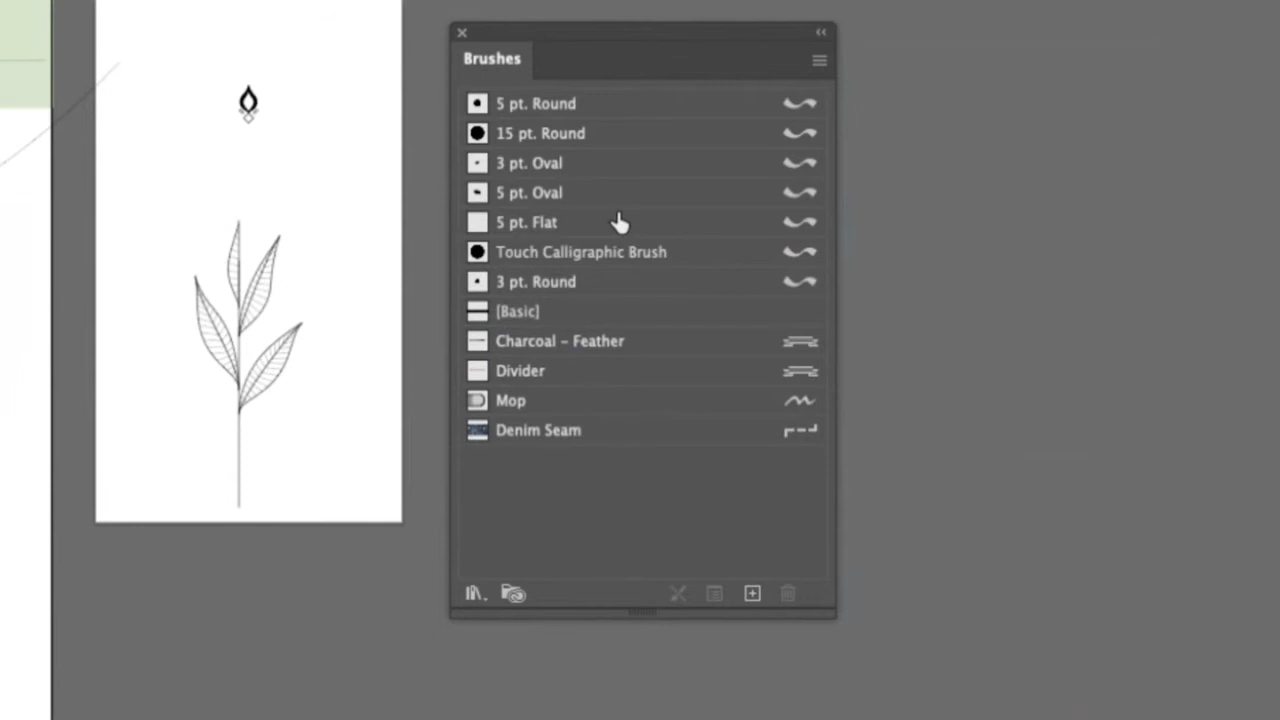 Brushes
5 pt. Round
15 pt. Round
3 pt. Oval
5 pt. Oval
5 pt. Flat
Touch Calligraphic Brush
3 pt. Round
[Basic]
Charcoal – Feather
Divider
Mop
Denim Seam